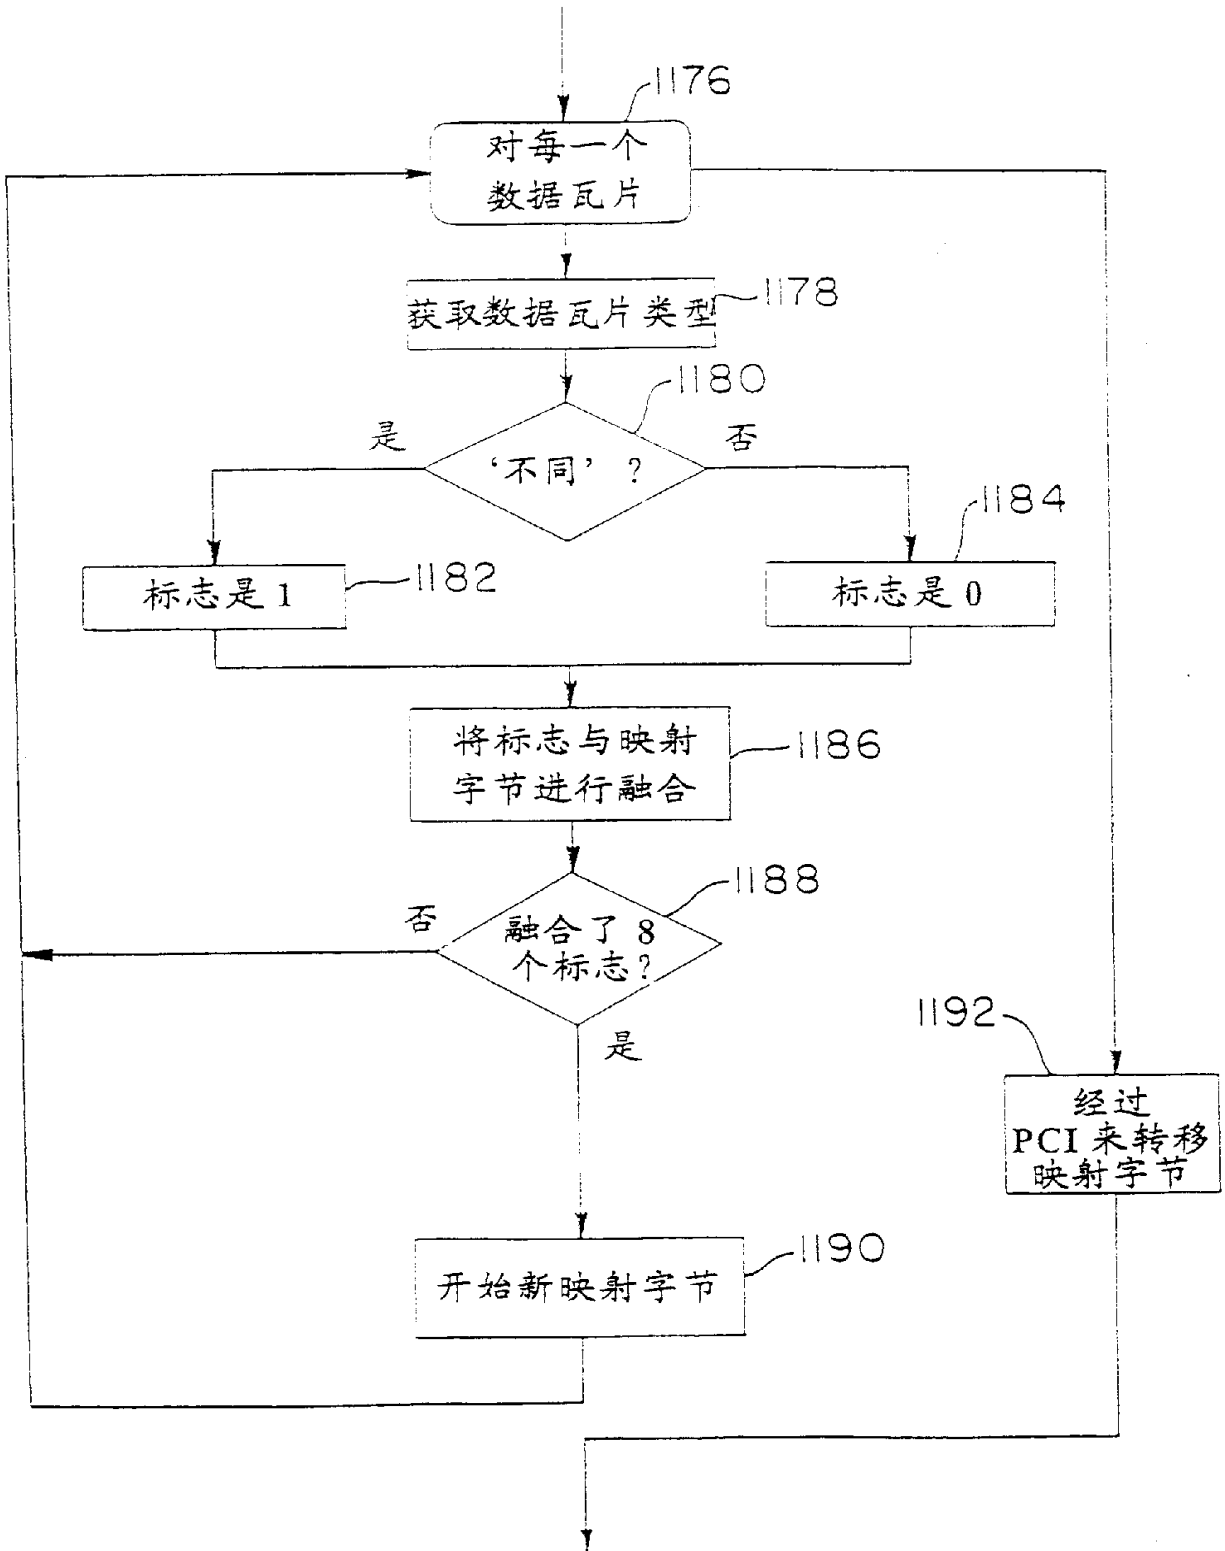 1176
对每一个
数据瓦片
1178
获取数据瓦片类型
1180
是
否
‘不同’？
1184
1182
标志是 1
标志是 0
将标志与映射
字节进行融合
1186
1188
否
融合了 8
个标志?
是
1192
经过
PCI 来转移
映射字节
1190
开始新映射字节